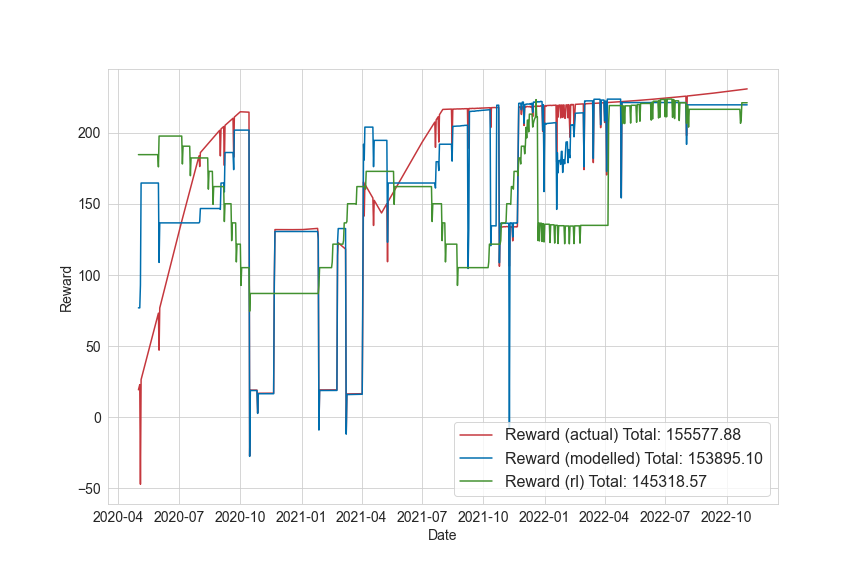 200
150
100
50
0
−50
Reward
Reward (actual) Total: 155577.88
Reward (modelled) Total: 153895.10
Reward (rl) Total: 145318.57
2020-04 2020-07 2020-10 2021-01 2021-04 2021-07 2021-10 2022-01 2022-04 2022-07 2022-10
Date